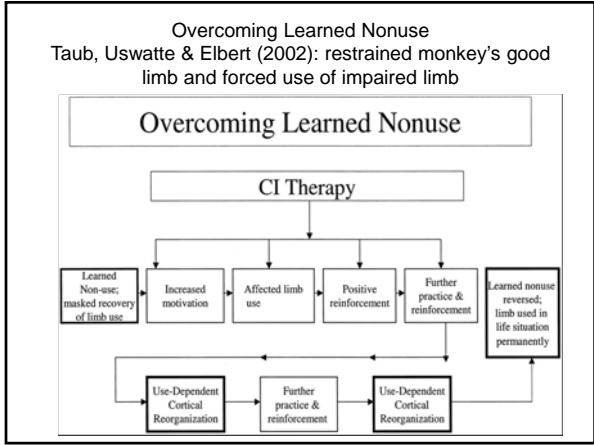 Overcoming Learned Nonuse
Taub, Uswatte & Elbert (2002): restrained monkey's good
limb and forced use of impaired limb
Overcoming Learned Nonuse
CI Therapy
Learned
Non-use;
masked recovery
of limb use
Increased
motivation
Affected limb
use
Positive
reinforcement
Further
practice &
reinforcement
Learned nonuse
reversed;
limb used in
life situation
permanently
Use-Dependent
Cortical
Reorganization
Further
practice &
reinforcement
Use-Dependent
Cortical
Reorganization